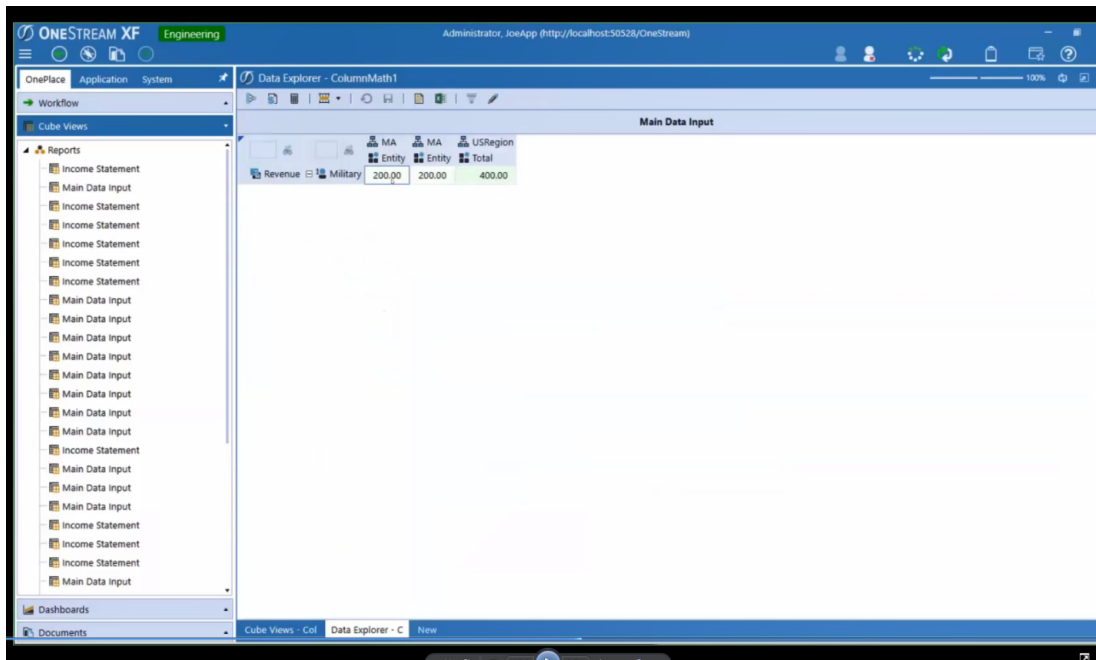 ONESTREAM XF Engineering Administrator, JoeApp (http://localhost:50528/OneStream)
OnePlace Application System
Data Explorer - ColumnMath1
100%
Workflow
Cube Views
Main Data Input
Reports
Income Statement
Main Data Input
Income Statement
Income Statement
Income Statement
Income Statement
Income Statement
Main Data Input
Main Data Input
Main Data Input
Main Data Input
Main Data Input
Main Data Input
Main Data Input
Main Data Input
Income Statement
Main Data Input
Main Data Input
Main Data Input
Income Statement
Income Statement
Income Statement
Main Data Input
MA MA USRegion
Entity Entity Total
Revenue Military 200.00 200.00 400.00
Dashboards
Documents
Cube Views - Col Data Explorer - C New